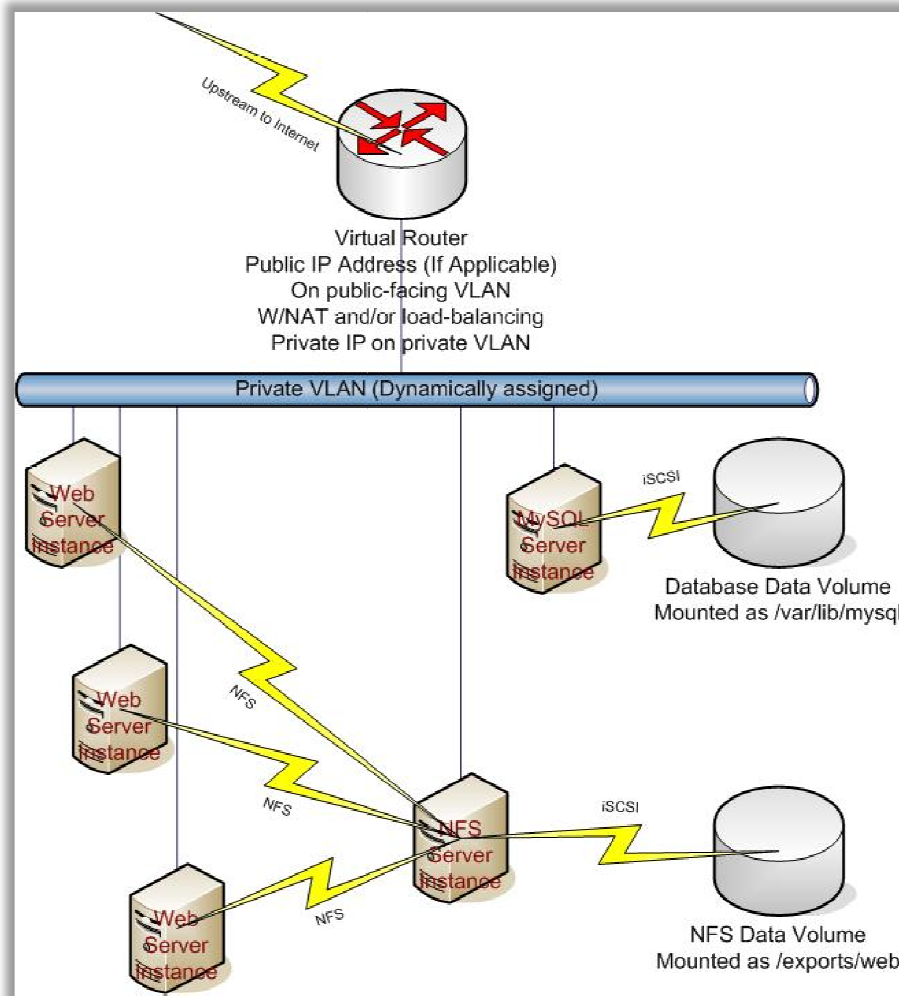 Upstream to Internet
Virtual Router
Public IP Address (If Applicable)
On public-facing VLAN
W/NAT and/or load-balancing
Private IP on private VLAN
Private VLAN (Dynamically assigned)
Web
Server
Instance
MySQL
Server
Instance
iSCSI
Database Data Volume
Mounted as /var/lib/mysql
NFS
Web
Server
Instance
NFS
NFS
Server
Instance
iSCSI
Web
Server
Instance
NFS
NFS Data Volume
Mounted as /exports/web